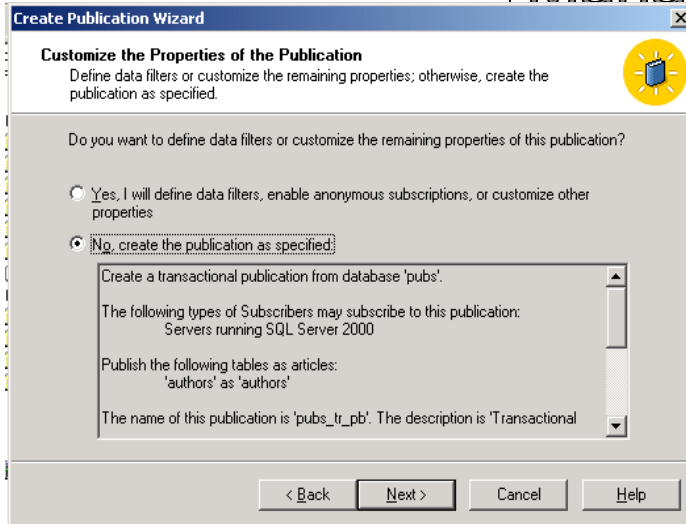 Create Publication Wizard
Customize the Properties of the Publication
Define data filters or customize the remaining properties; otherwise, create the
publication as specified.
Do you want to define data filters or customize the remaining properties of this publication?
Yes, I will define data filters, enable anonymous subscriptions, or customize other
properties
No, create the publication as specified:
Create a transactional publication from database 'pubs'.
The following types of Subscribers may subscribe to this publication:
Servers running SQL Server 2000
Publish the following tables as articles:
'authors' as 'authors'
The name of this publication is 'pubs_tr_pb'. The description is 'Transactional
< Back
Next >
Cancel
Help